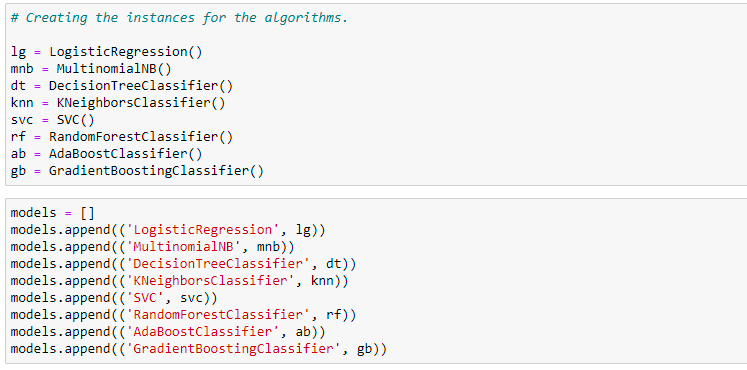 # Creating the instances for the algorithms.
lg = LogisticRegression()
mnb = MultinomialNB()
dt = DecisionTreeClassifier()
knn = KNeighborsClassifier()
svc = SVC()
rf = RandomForestClassifier()
ab = AdaBoostClassifier()
gb = GradientBoostingClassifier()
models = []
models.append(('LogisticRegression', lg))
models.append(('MultinomialNB', mnb))
models.append(('DecisionTreeClassifier', dt))
models.append(('KNeighborsClassifier', knn))
models.append(('SVC', svc))
models.append(('RandomForestClassifier', rf))
models.append(('AdaBoostClassifier', ab))
models.append(('GradientBoostingClassifier', gb))